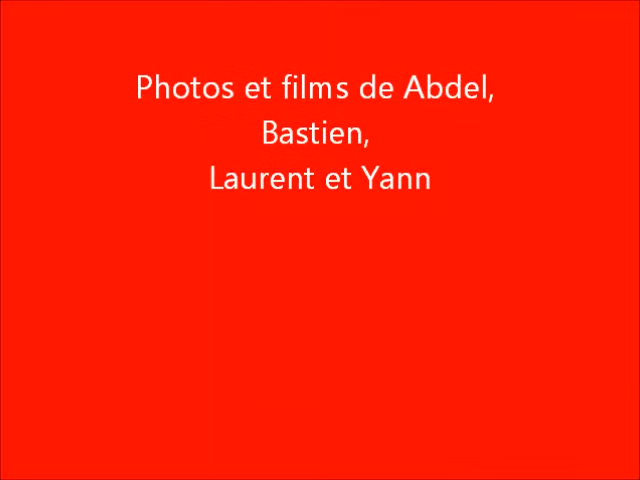 Photos et films de Abdel,
Bastien,
Laurent et Yann